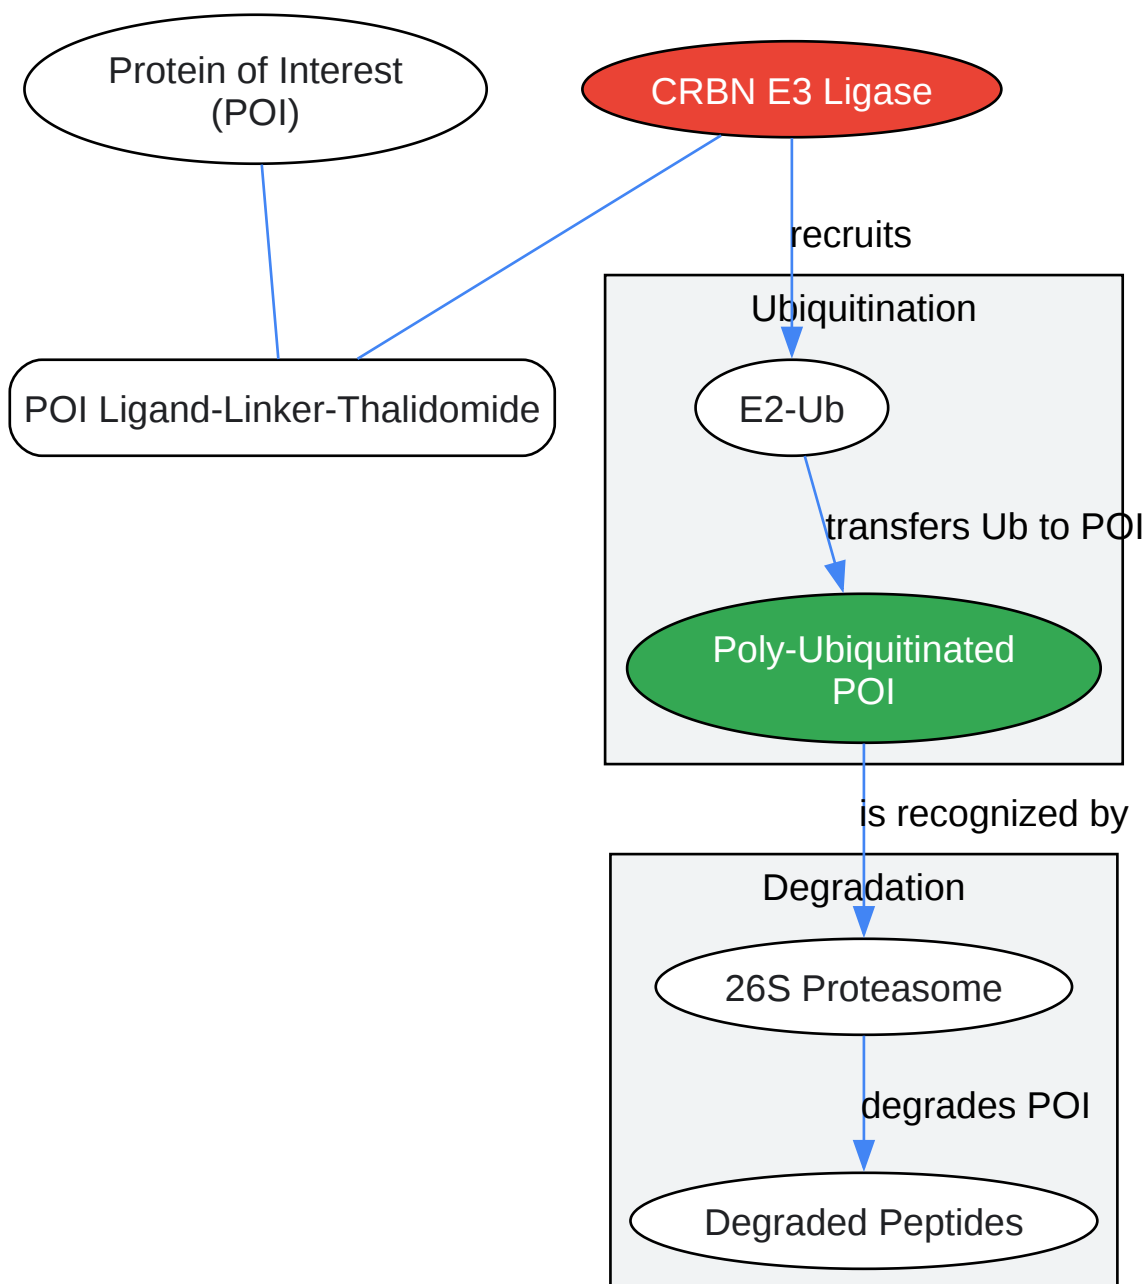 Protein of Interest
(POI)
CRBN E3 Ligase
recruits
Ubiquitination
POI Ligand-Linker-Thalidomide
E2-Ub
transfers Ub to POI
Poly-Ubiquitinated
POI
is recognized by
Degradation
26S Proteasome
degrades POI
Degraded Peptides